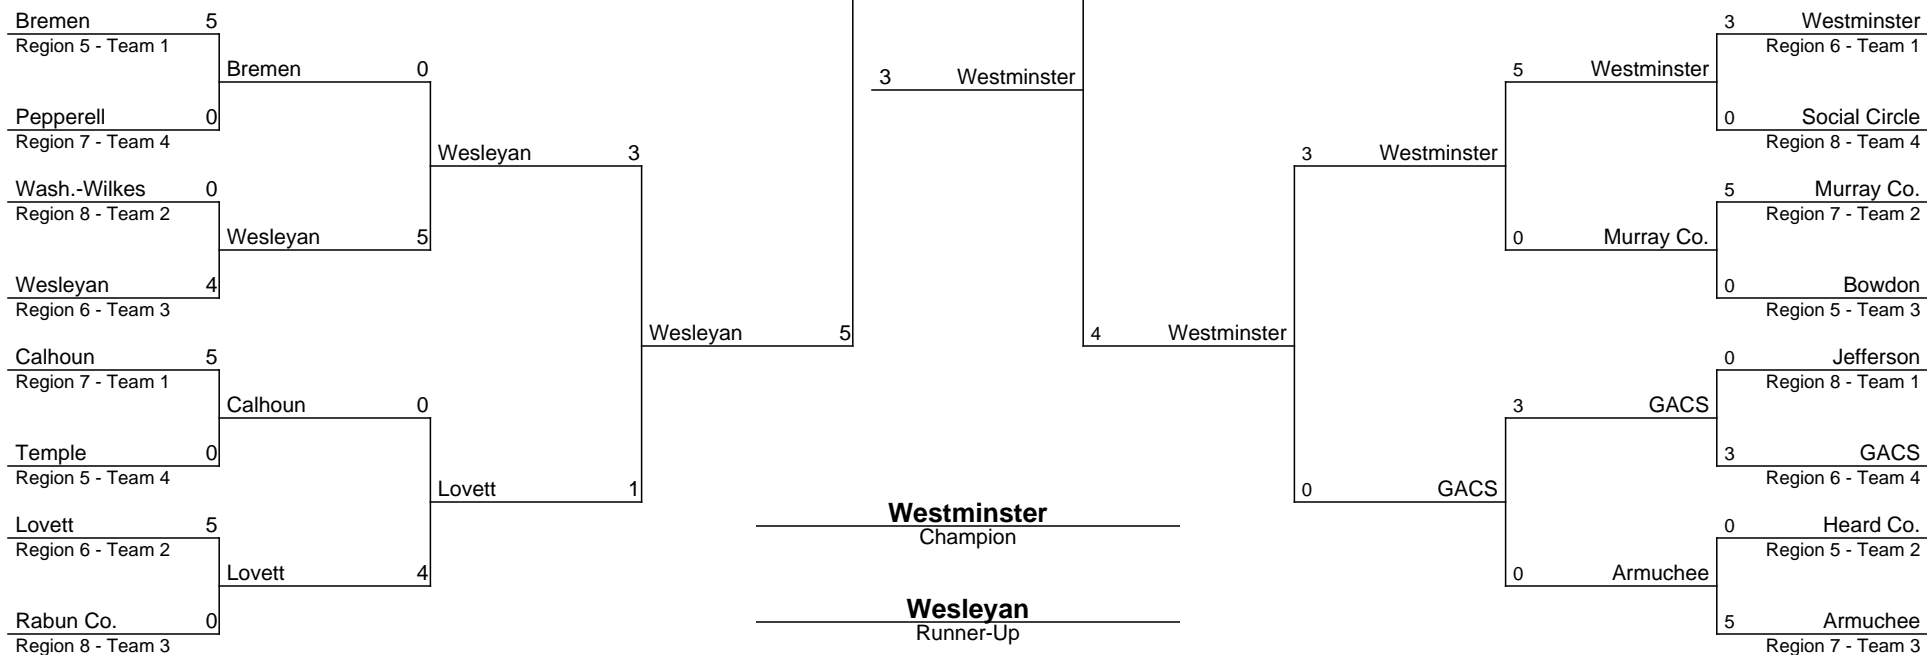 Bremen 5
Region 5 - Team 1
Bremen 0
Pepperell 0
Region 7 - Team 4
Wesleyan 3
Wash.-Wilkes 0
Region 8 - Team 2
Wesleyan 5
Wesleyan 4
Region 6 - Team 3
Wesleyan 5
Calhoun 5
Region 7 - Team 1
Calhoun 0
Temple 0
Region 5 - Team 4
Lovett 1
Lovett 5
Region 6 - Team 2
Lovett 4
Rabun Co. 0
Region 8 - Team 3
3 Westminster
4 Westminster
Westminster
Champion
Wesleyan
Runner-Up
3 Westminster
0 GACS
5 Westminster
0 Murray Co.
3 GACS
0 Armuchee
3 Westminster
Region 6 - Team 1
0 Social Circle
Region 8 - Team 4
5 Murray Co.
Region 7 - Team 2
0 Bowdon
Region 5 - Team 3
0 Jefferson
Region 8 - Team 1
3 GACS
Region 6 - Team 4
0 Heard Co.
Region 5 - Team 2
5 Armuchee
Region 7 - Team 3